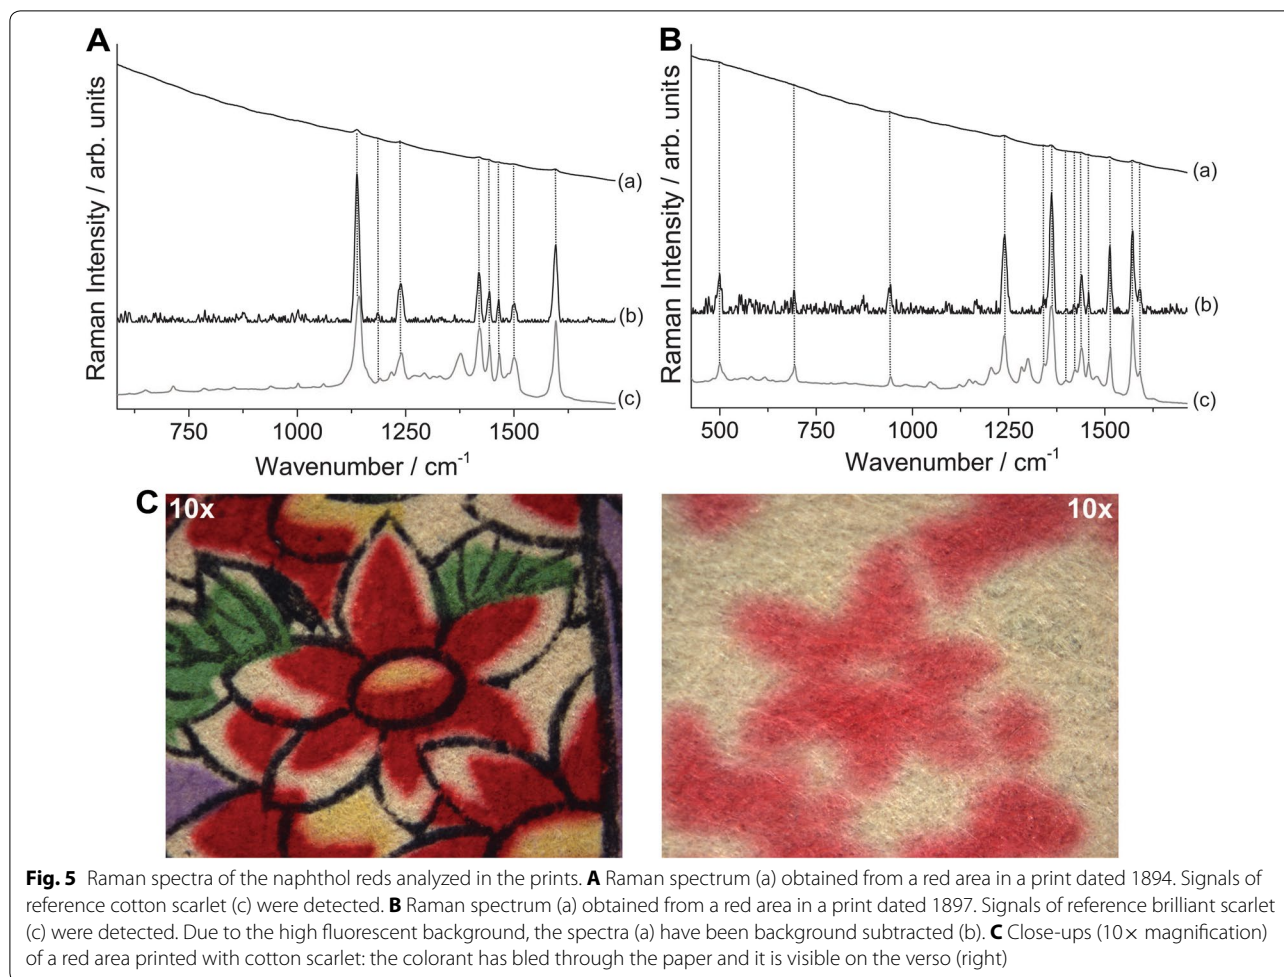 A
B
Raman Intensity / arb. units
(a)
(b)
(c)
750 1000 1250 1500
Wavenumber / cm-1
Raman Intensity / arb. units
(a)
(b)
(c)
500 750 1000 1250 1500
Wavenumber / cm-1
C
10x
10x
Fig. 5 Raman spectra of the naphthol reds analyzed in the prints. A Raman spectrum (a) obtained from a red area in a print dated 1894. Signals of
reference cotton scarlet (c) were detected. B Raman spectrum (a) obtained from a red area in a print dated 1897. Signals of reference brilliant scarlet
(c) were detected. Due to the high fluorescent background, the spectra (a) have been background subtracted (b). C Close-ups (10× magnification)
of a red area printed with cotton scarlet: the colorant has bled through the paper and it is visible on the verso (right)